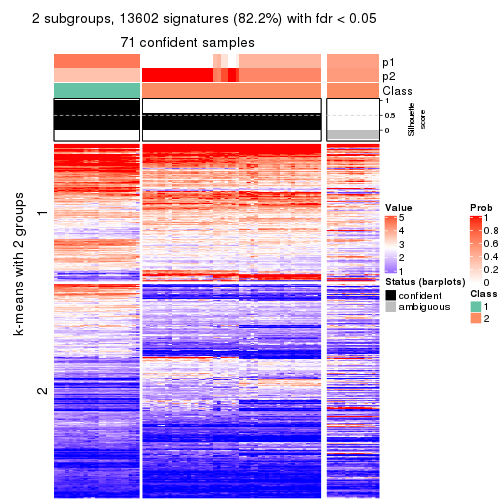 2 subgroups, 13602 signatures (82.2%) with fdr < 0.05
71 confident samples
p1
p2
Class
1
0.5
0
Silhouette
score
k-means with 2 groups
1
2
Value
5
4
3
2
1
Prob
1
0.8
0.6
0.4
0.2
0
Status (barplots)
confident
ambiguous
Class
1
2